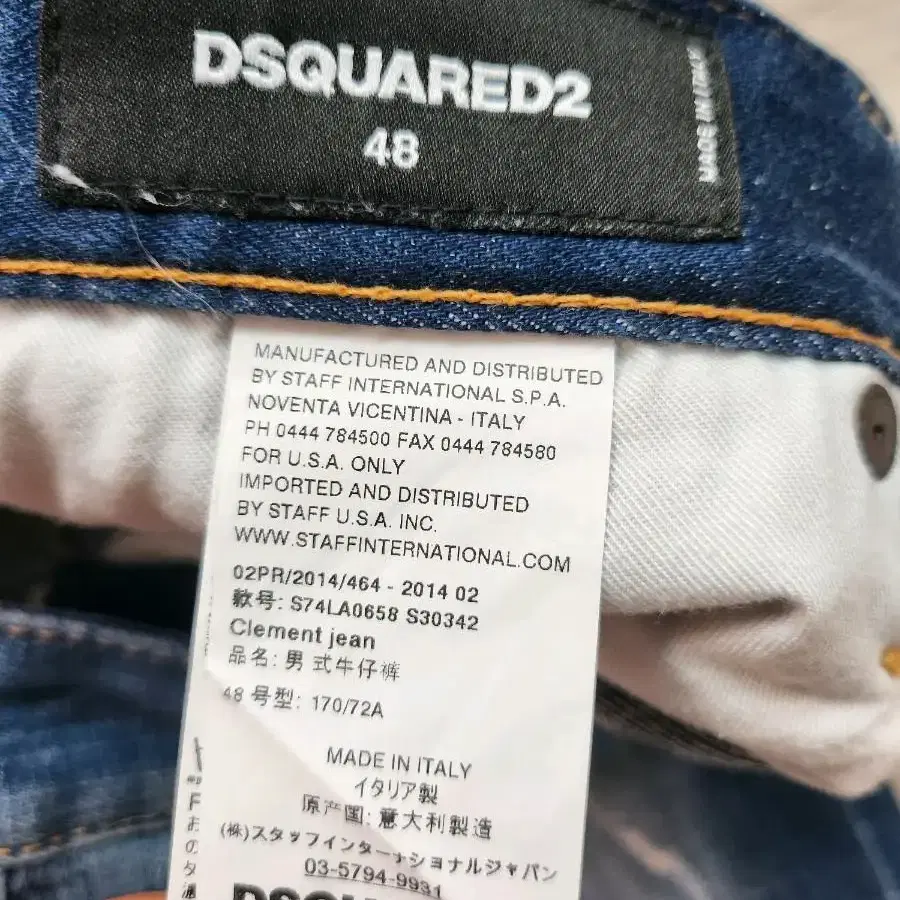 DSQUARED2
48
MADE IN ITALY
MANUFACTURED AND DISTRIBUTED
BY STAFF INTERNATIONAL S.P.A.
NOVENTA VICENTINA - ITALY
PH 0444 784500 FAX 0444 784580
FOR U.S.A. ONLY
IMPORTED AND DISTRIBUTED
BY STAFF U.S.A. INC.
WWW.STAFFINTERNATIONAL.COM
02PR/2014/464 - 2014 02
款号: S74LA0658 S30342
Clement jean
品名: 男 式牛仔裤
48 号型: 170/72A
MADE IN ITALY
イタリア製
原产国: 意大利製造
(株)スタッフインターナショナルジャパン
03-5794-9931
DSQUARED2